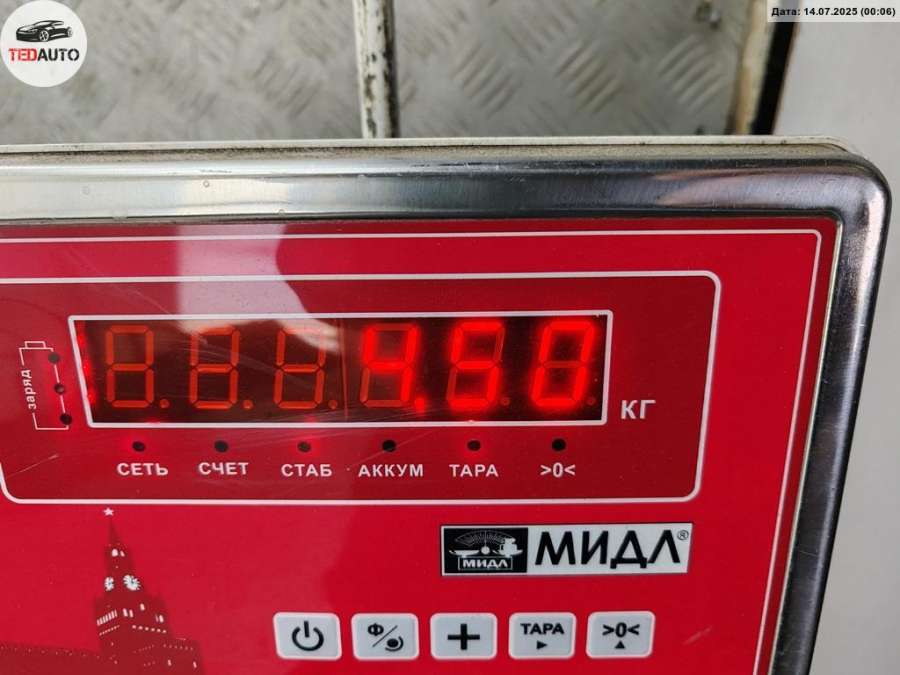 Дата: 14.07.2025 (00:06)
TEDAUTO
4.50
КГ
заряд
СЕТЬ СЧЕТ СТАБ АККУМ ТАРА >0<
МИДЛ МИДЛ®
Ф/ + ТАРА >0<